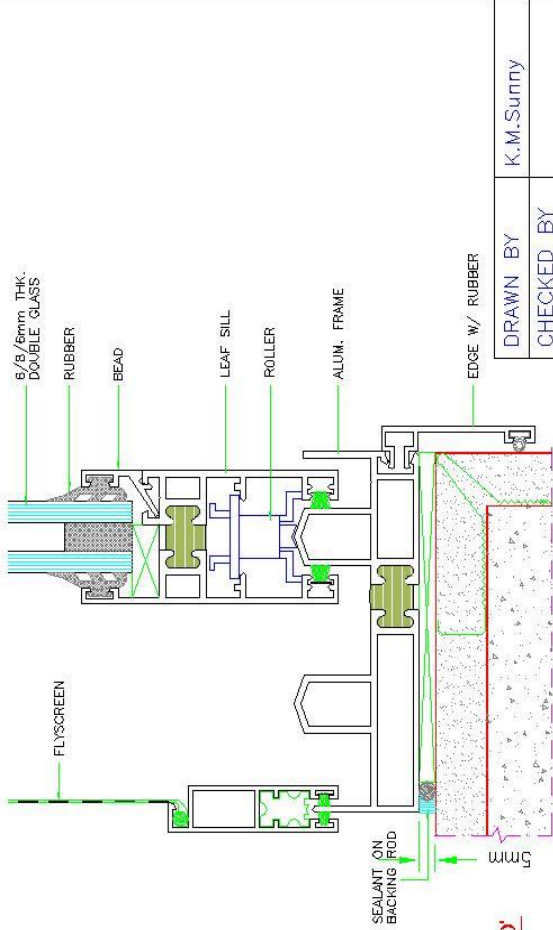 6/8/6mm THK.
DOUBLE GLASS
RUBBER
BEAD
LEAF SILL
ROLLER
ALUM. FRAME
EDGE W/ RUBBER
FLYSCREEN
SEALANT ON
BACKING ROD
5mm
DRAWN BY K.M.Sunny
CHECKED BY